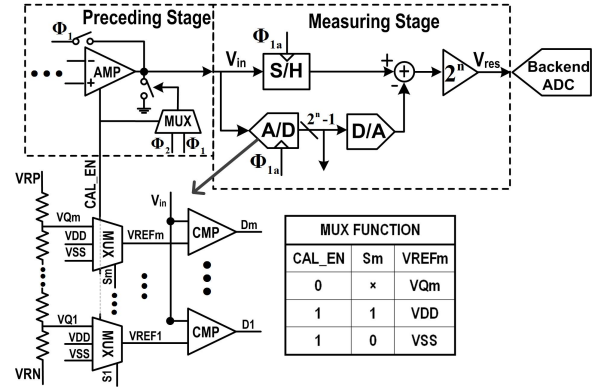 Preceding Stage
Measuring Stage
Φ1
AMP
MUX
Φ2 Φ1
Vin
Φ1a
S/H
A/D
Φ1a
2ⁿ-1
D/A
+
-
2ⁿ
Vres
Backend
ADC
CAL_EN
VRP
VQm
VDD
VSS
MUX
Sm
VREFm
Vin
CMP
Dm
VQ1
VDD
VSS
MUX
S1
VREF1
CMP
D1
VRN
MUX FUNCTION
CAL_EN Sm VREFm
0 × VQm
1 1 VDD
1 0 VSS